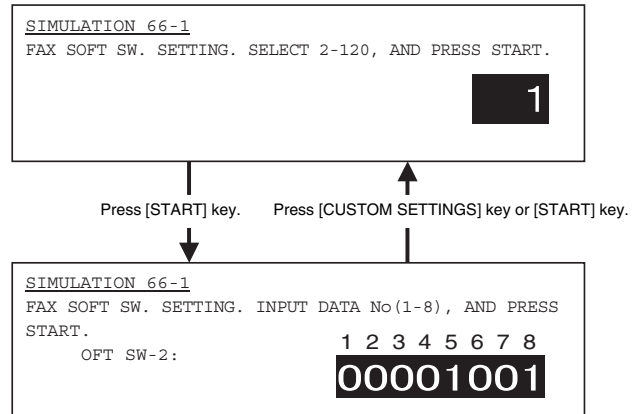 SIMULATION 66-1
FAX SOFT SW. SETTING. SELECT 2-120, AND PRESS START.
1
Press [START] key. Press [CUSTOM SETTINGS] key or [START] key.
SIMULATION 66-1
FAX SOFT SW. SETTING. INPUT DATA No(1-8), AND PRESS
START.
1 2 3 4 5 6 7 8
OFT SW-2:
00001001